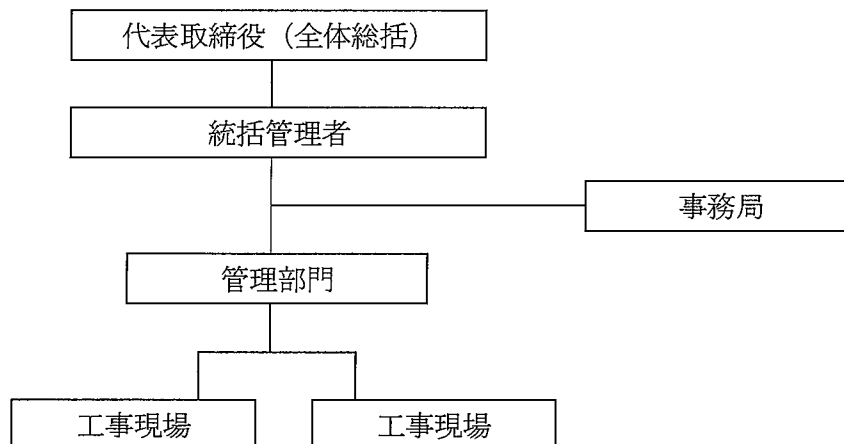 代表取締役（全体総括）
統括管理者
事務局
管理部門
工事現場
工事現場